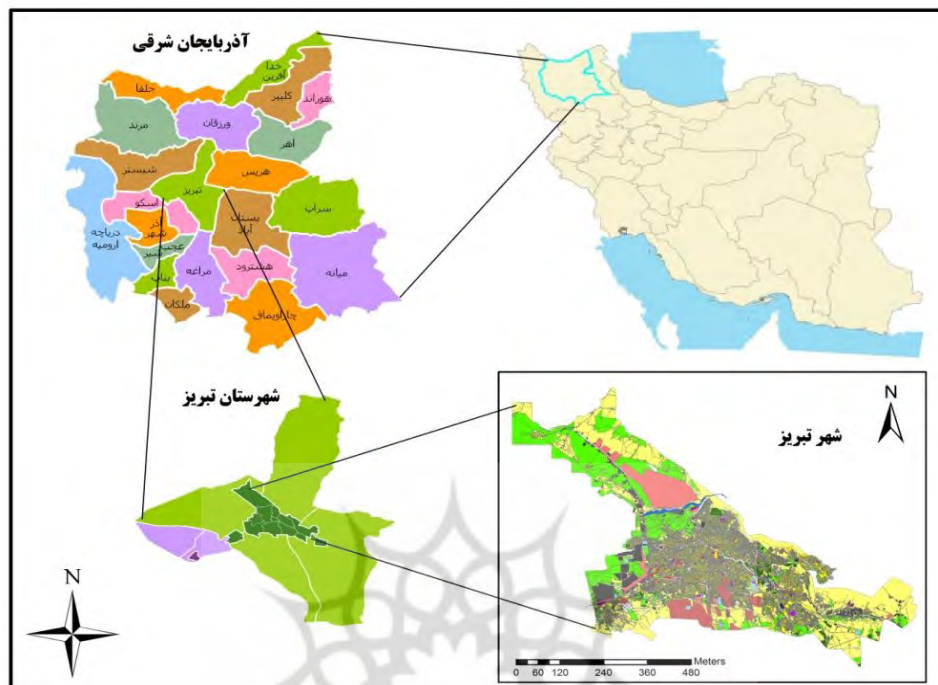 آذربایجان شرقی
خدا
آفرین
کلیبر
هوراند
جلفا
مرند
ورزقان
اهر
شبستر
هریس
تبریز
سراب
اسکو
بستان
آباد
آذر
شهر
دریاچه
ارومیه
عجب
شیر
هشترود
میانه
مراغه
بناب
ملکان
چاراویماق
شهرستان تبریز
N
شهر تبریز
N
Meters
0 60 120 240 360 480